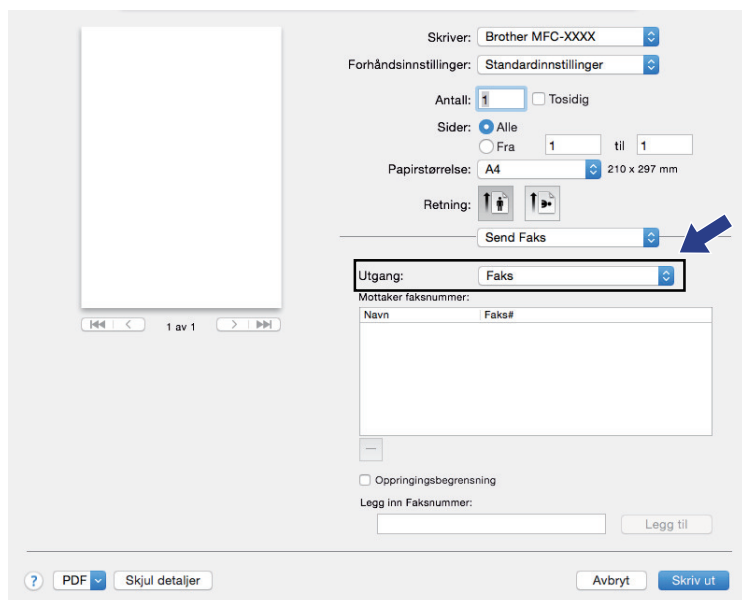 Skriver: Brother MFC-XXXX
Forhåndsinnstillinger: Standardinnstillinger
Antall: 1 Tosidig
Sider: Alle
Fra 1 til 1
Papirstørrelse: A4 210 x 297 mm
Retning:
Send Faks
Utgang: Faks
Mottaker faksnummer:
Navn Faks#
1 av 1
Oppringingsbegrensning
Legg inn Faksnummer:
Legg til
? PDF Skjul detaljer Avbryt Skriv ut